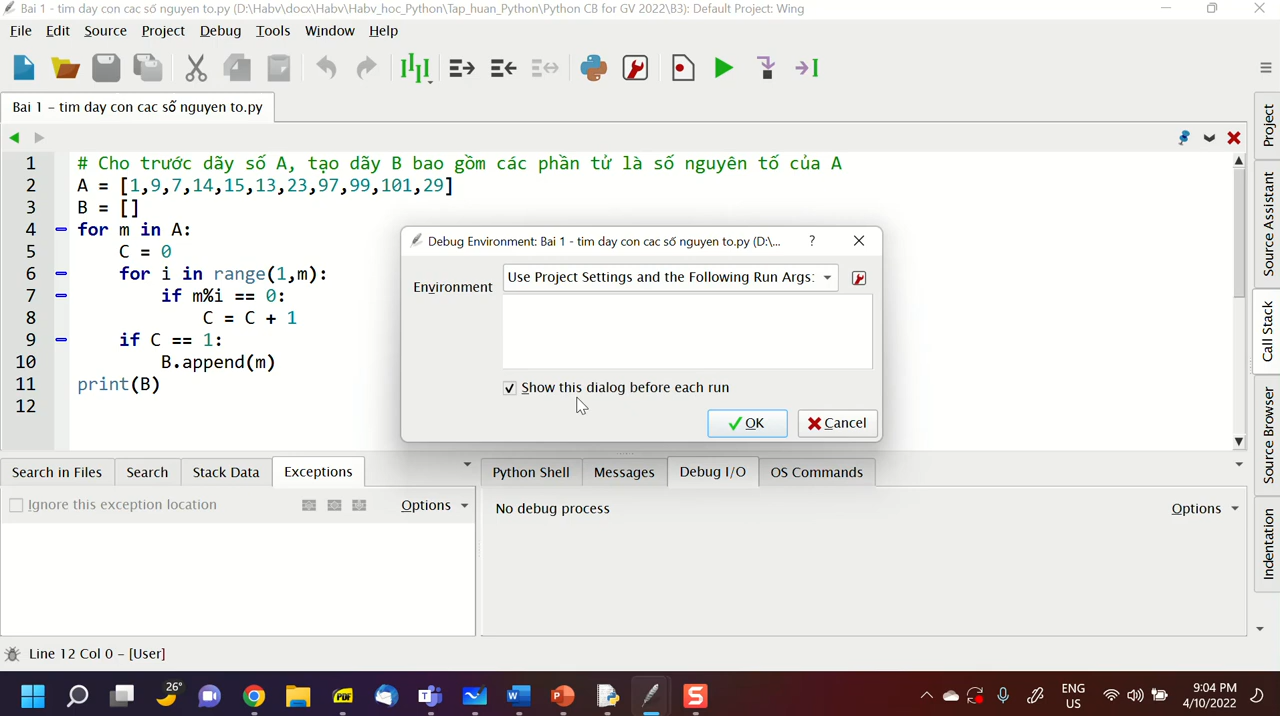 Bai 1 - tim day con cac số nguyen to.py (D:\Habv\docx\Habv\Habv_hoc_Python\Tap_huan_Python\Python CB for GV 2022\B3): Default Project: Wing
File Edit Source Project Debug Tools Window Help
Bai 1 – tim day con cac số nguyen to.py
1 # Cho trước dãy số A, tạo dãy B bao gồm các phần tử là số nguyên tố của A
2 A = [1,9,7,14,15,13,23,97,99,101,29]
3 B = []
4 for m in A:
5 C = 0
6 for i in range(1,m):
7 if m%i == 0:
8 C = C + 1
9 if C == 1:
10 B.append(m)
11 print(B)
12
Debug Environment: Bai 1 - tim day con cac số nguyen to.py (D:\... ?
Environment Use Project Settings and the Following Run Args:
Show this dialog before each run
OK Cancel
Project
Source Assistant
Call Stack
Source Browser
Indentation
Search in Files Search Stack Data Exceptions
Ignore this exception location Options
Python Shell Messages Debug I/O OS Commands
No debug process Options
Line 12 Col 0 – [User]
26°
PDF
ENG
US
9:04 PM
4/10/2022